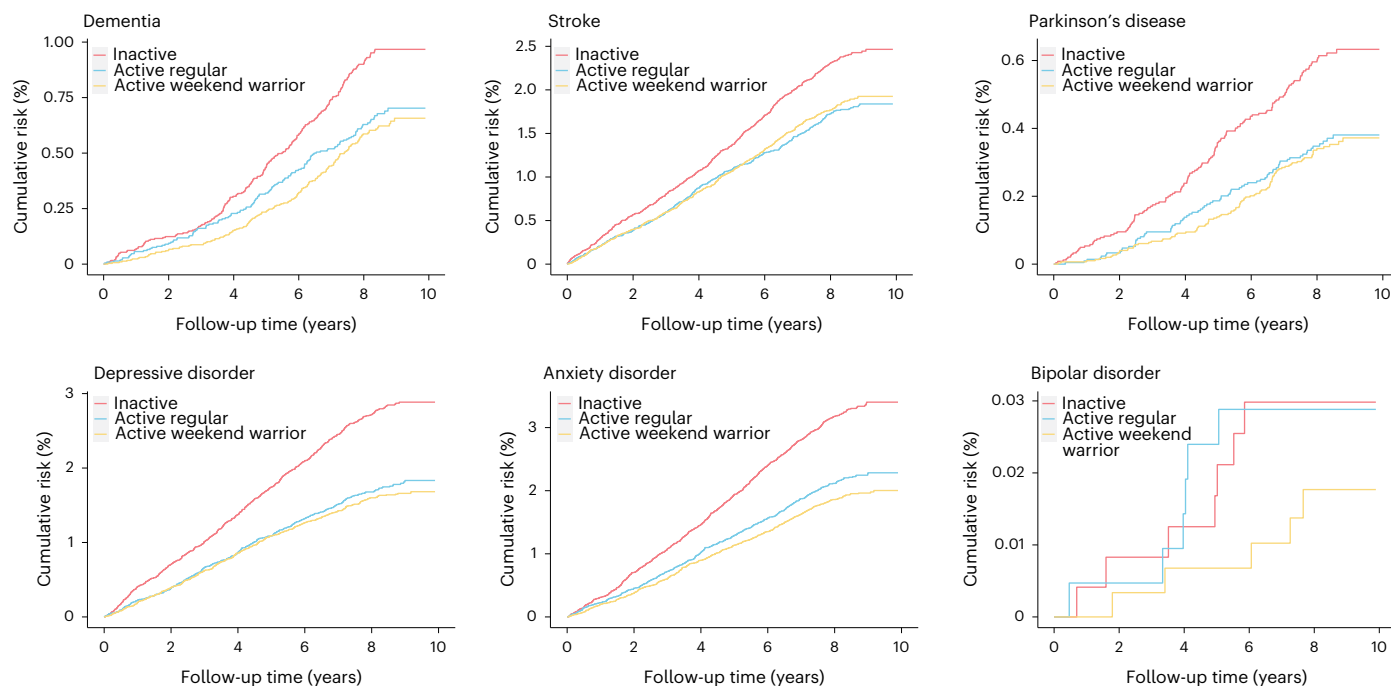 Dementia
1.00
0.75
0.50
0.25
0
Cumulative risk (%)
Inactive
Active regular
Active weekend warrior
0 2 4 6 8 10
Follow-up time (years)
Stroke
2.5
2.0
1.5
1.0
0.5
0
Cumulative risk (%)
Inactive
Active regular
Active weekend warrior
0 2 4 6 8 10
Follow-up time (years)
Parkinson’s disease
0.6
0.4
0.2
0
Cumulative risk (%)
Inactive
Active regular
Active weekend warrior
0 2 4 6 8 10
Follow-up time (years)
Depressive disorder
3
2
1
0
Cumulative risk (%)
Inactive
Active regular
Active weekend warrior
0 2 4 6 8 10
Follow-up time (years)
Anxiety disorder
3
2
1
0
Cumulative risk (%)
Inactive
Active regular
Active weekend warrior
0 2 4 6 8 10
Follow-up time (years)
Bipolar disorder
0.03
0.02
0.01
0
Cumulative risk (%)
Inactive
Active regular
Active weekend
warrior
0 2 4 6 8 10
Follow-up time (years)